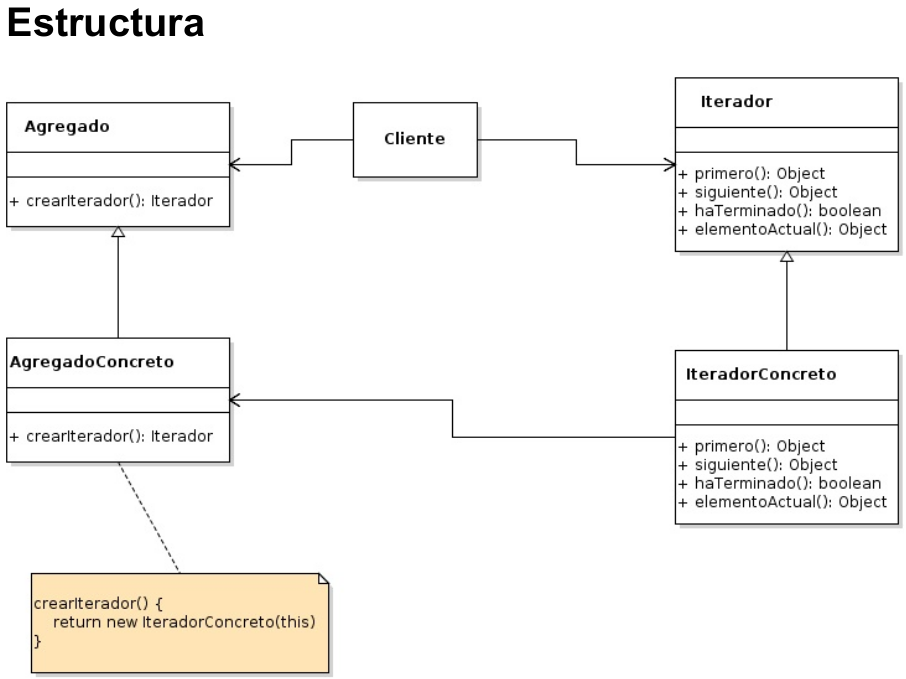 Estructura
Agregado
+ crearIterador(): Iterador
Cliente
Iterador
+ primero(): Object
+ siguiente(): Object
+ haTerminado(): boolean
+ elementoActual(): Object
AgregadoConcreto
+ crearIterador(): Iterador
IteradorConcreto
+ primero(): Object
+ siguiente(): Object
+ haTerminado(): boolean
+ elementoActual(): Object
crearIterador() {
return new IteradorConcreto(this)
}